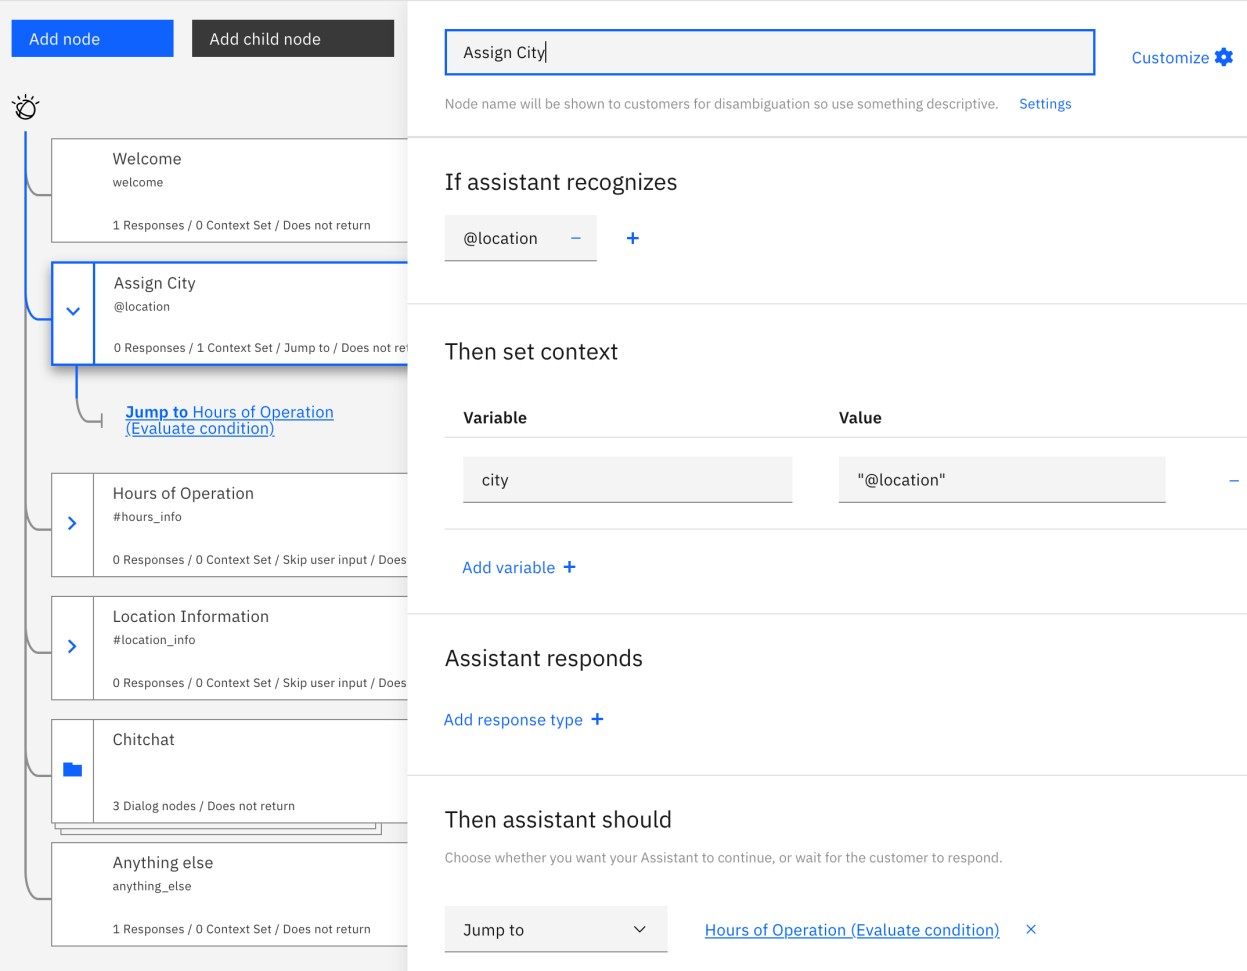 Add node
Add child node
Welcome
welcome
1 Responses / 0 Context Set / Does not return
Assign City
@location
0 Responses / 1 Context Set / Jump to / Does not ret
Jump to Hours of Operation
(Evaluate condition)
Hours of Operation
#hours_info
0 Responses / 0 Context Set / Skip user input / Does
Location Information
#location_info
0 Responses / 0 Context Set / Skip user input / Does
Chitchat
3 Dialog nodes / Does not return
Anything else
anything_else
1 Responses / 0 Context Set / Does not return
Assign City
Customize
Node name will be shown to customers for disambiguation so use something descriptive. Settings
If assistant recognizes
@location − +
Then set context
Variable Value
city "@location" −
Add variable +
Assistant responds
Add response type +
Then assistant should
Choose whether you want your Assistant to continue, or wait for the customer to respond.
Jump to Hours of Operation (Evaluate condition) ×